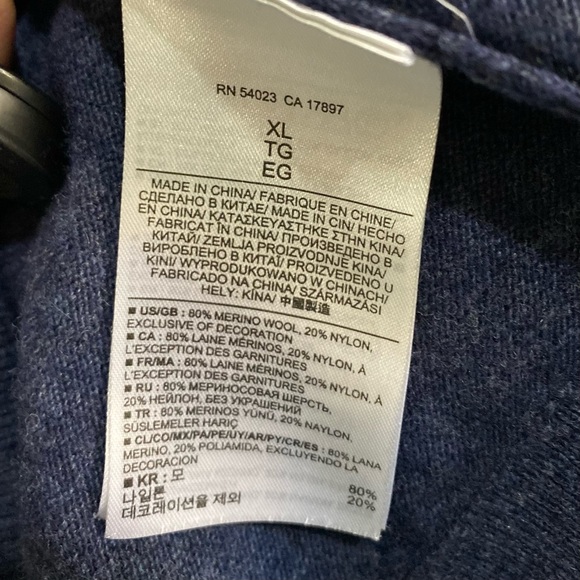 RN 54023 CA 17897
XL
TG
EG
MADE IN CHINA/ FABRIQUE EN CHINE/
СДЕЛАНО В КИТАЕ/ MADE IN CIN/ HECHO
EN CHINA/ ΚΑΤΑΣΚΕΥΑΣΤΗΚΕ ΣΤΗΝ ΚΙΝΑ/
FABRICAT ÎN CHINA/ ПРОИЗВЕДЕНО В
КИТАЙ/ ZEMLJA PROIZVODNJE KINA/
ВИРОБЛЕНО В КИТАЇ/ PROIZVEDENO U
KINI/ WYPRODUKOWANO W CHINACH/
FABRICADO NA CHINA/ SZÁRMAZÁSI
HELY: KÍNA/ 中國製造
■ US/GB : 80% MERINO WOOL, 20% NYLON,
EXCLUSIVE OF DECORATION
■ CA : 80% LAINE MÉRINOS, 20% NYLON, À
L'EXCEPTION DES GARNITURES
■ FR/MA : 80% LAINE MÉRINOS, 20% NYLON, À
L'EXCEPTION DES GARNITURES
■ RU : 80% МЕРИНОСОВАЯ ШЕРСТЬ,
20% НЕЙЛОН, БЕЗ УКРАШЕНИЙ
■ TR : 80% MERINOS YÜNÜ, 20% NAYLON,
SÜSLEMELER HARİÇ
■ CL/CO/MX/PA/PE/UY/AR/PY/CR/ES : 80% LANA
MERINO, 20% POLIAMIDA, EXCLUYENDO LA
DECORACIÓN
■ KR : 모 80%
나일론 20%
데코레이션을 제외